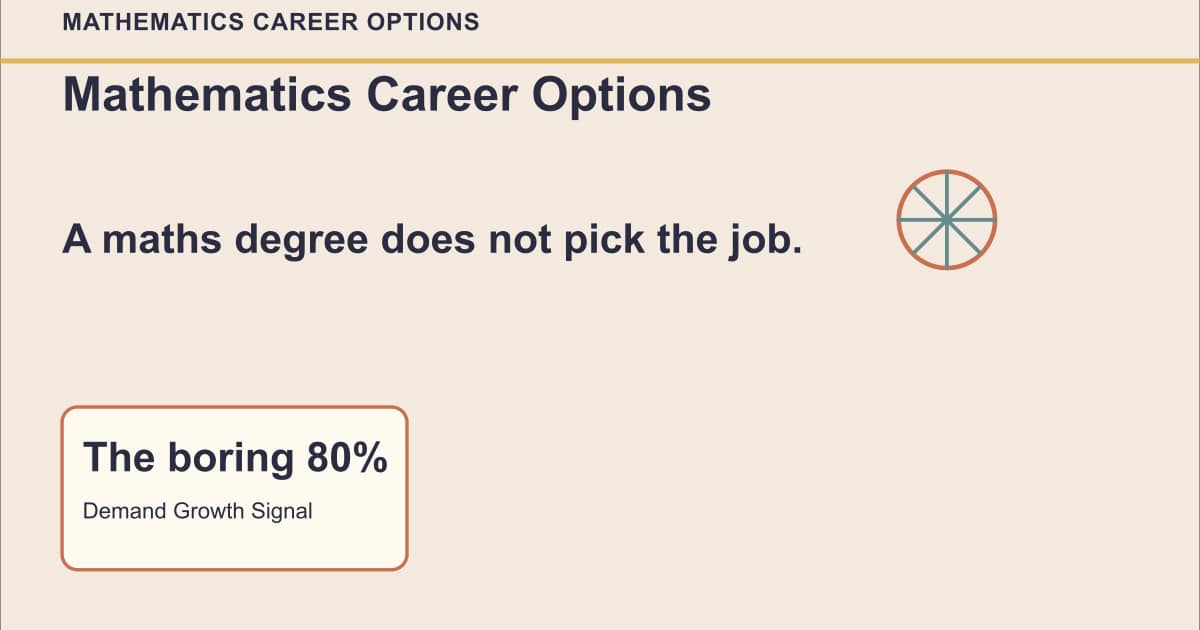 MATHEMATICS CAREER OPTIONS
Mathematics Career Options
A maths degree does not pick the job.
The boring 80%
Demand Growth Signal